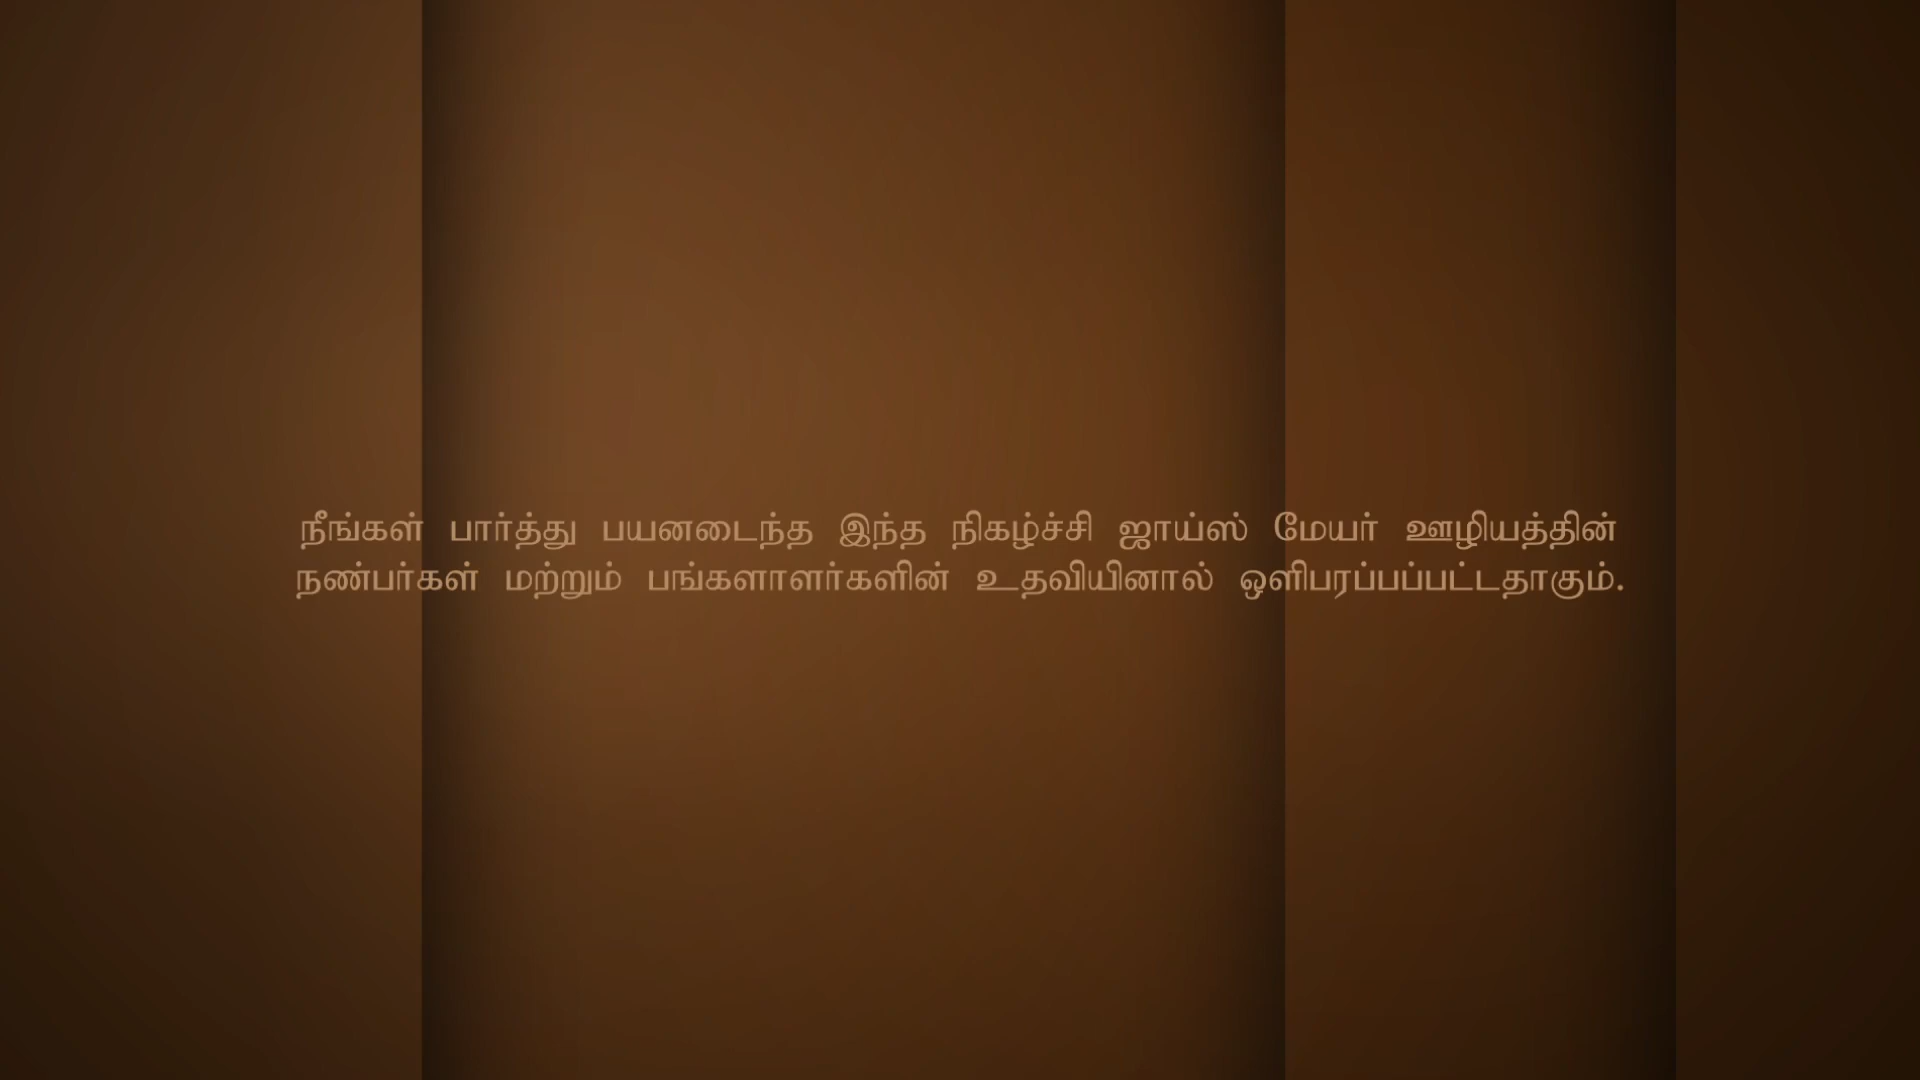 நீங்கள் பார்த்து பயனடைந்த இந்த நிகழ்ச்சி ஜாய்ஸ் மேயர் ஊழியத்தின்
நண்பர்கள் மற்றும் பங்களாளர்களின் உதவியினால் ஒளிபரப்பப்பட்டதாகும்.